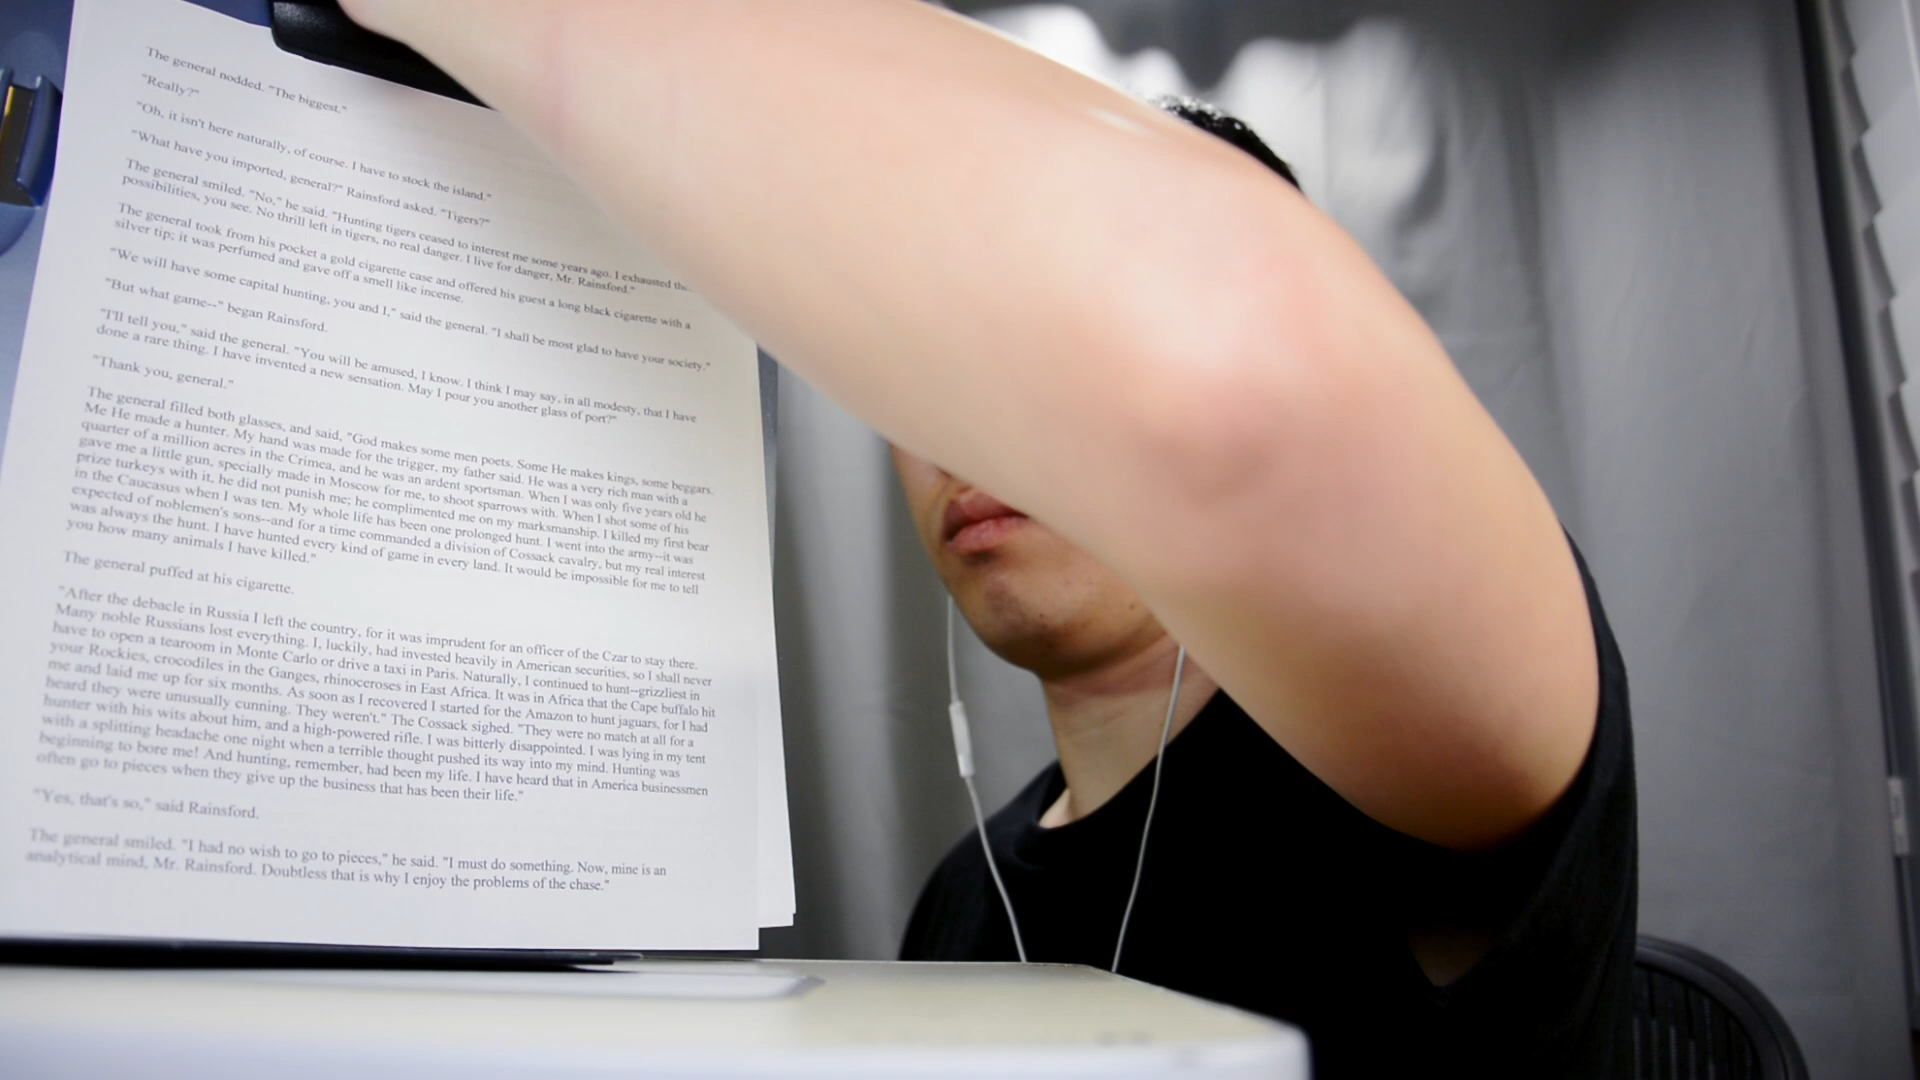 The general nodded. "The biggest."
"Really?"
"Oh, it isn't here naturally, of course. I have to stock the island."
"What have you imported, general?" Rainsford asked. "Tigers?"
The general smiled. "No," he said. "Hunting tigers ceased to interest me some years ago. I exhausted
possibilities, you see. No thrill left in tigers, no real danger. I live for danger, Mr. Rainsford."
The general took from his pocket a gold cigarette case and offered his guest a long black cigarette with a
silver tip; it was perfumed and gave off a smell like incense.
"We will have some capital hunting, you and I," said the general. "I shall be most glad to have your society."
"But what game--" began Rainsford.
"I'll tell you," said the general. "You will be amused, I know. I think I may say, in all modesty, that I have
done a rare thing. I have invented a new sensation. May I pour you another glass of port?"
"Thank you, general."
The general filled both glasses, and said, "God makes some men poets. Some He makes kings, some beggars.
Me He made a hunter. My hand was made for the trigger, my father said. He was a very rich man with a
quarter of a million acres in the Crimea, and he was an ardent sportsman. When I was only five years old he
gave me a little gun, specially made in Moscow for me, to shoot sparrows with. When I shot some of his
prize turkeys with it, he did not punish me; he complimented me on my marksmanship. I killed my first bear
in the Caucasus when I was ten. My whole life has been one prolonged hunt. I went into the army--it was
expected of noblemen's sons--and for a time commanded a division of Cossack cavalry, but my real interest
was always the hunt. I have hunted every kind of game in every land. It would be impossible for me to tell
you how many animals I have killed."
The general puffed at his cigarette.
"After the debacle in Russia I left the country, for it was imprudent for an officer of the Czar to stay there.
Many noble Russians lost everything. I, luckily, had invested heavily in American securities, so I shall never
have to open a tearoom in Monte Carlo or drive a taxi in Paris. Naturally, I continued to hunt--grizzliest in
your Rockies, crocodiles in the Ganges, rhinoceroses in East Africa. It was in Africa that the Cape buffalo hit
me and laid me up for six months. As soon as I recovered I started for the Amazon to hunt jaguars, for I had
heard they were unusually cunning. They weren't." The Cossack sighed. "They were no match at all for a
hunter with his wits about him, and a high-powered rifle. I was bitterly disappointed. I was lying in my tent
with a splitting headache one night when a terrible thought pushed its way into my mind. Hunting was
beginning to bore me! And hunting, remember, had been my life. I have heard that in America businessmen
often go to pieces when they give up the business that has been their life."
"Yes, that's so," said Rainsford.
The general smiled. "I had no wish to go to pieces," he said. "I must do something. Now, mine is an
analytical mind, Mr. Rainsford. Doubtless that is why I enjoy the problems of the chase."